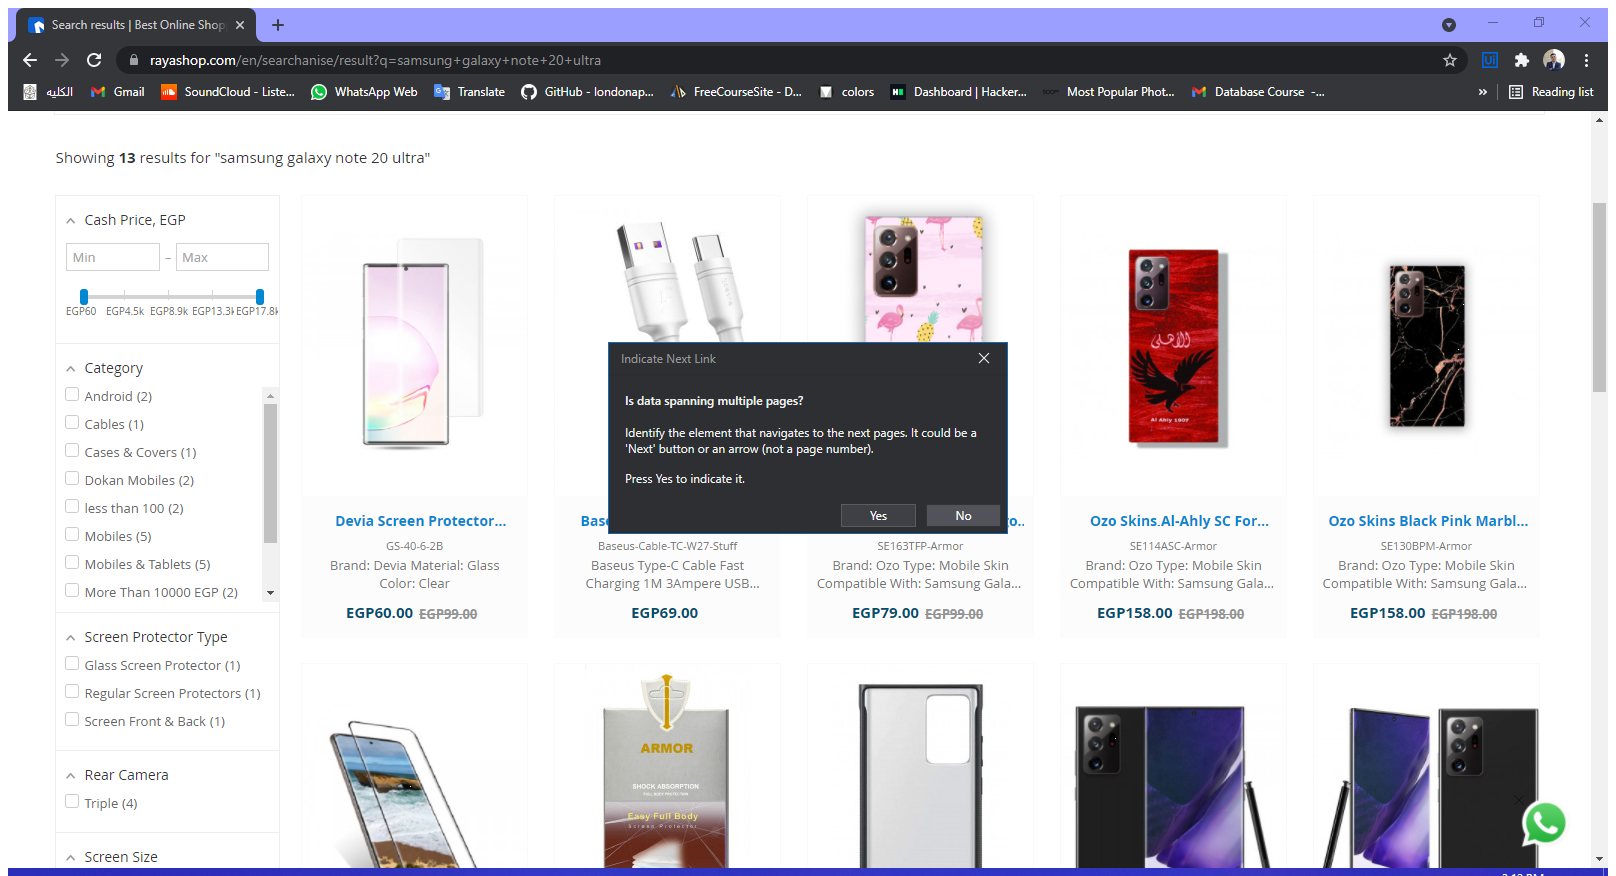 Search results | Best Online Shop
rayashop.com/en/searchanise/result?q=samsung+galaxy+note+20+ultra
الكليه
Gmail
SoundCloud - Liste...
WhatsApp Web
Translate
GitHub - londonap...
FreeCourseSite - D...
colors
Dashboard | Hacker...
Most Popular Phot...
Database Course -...
»
Reading list
Showing 13 results for "samsung galaxy note 20 ultra"
Cash Price, EGP
Min – Max
EGP60 EGP4.5k EGP8.9k EGP13.3k EGP17.8k
Category
Android (2)
Cables (1)
Cases & Covers (1)
Dokan Mobiles (2)
less than 100 (2)
Mobiles (5)
Mobiles & Tablets (5)
More Than 10000 EGP (2)
Screen Protector Type
Glass Screen Protector (1)
Regular Screen Protectors (1)
Screen Front & Back (1)
Rear Camera
Triple (4)
Screen Size
Indicate Next Link
Is data spanning multiple pages?
Identify the element that navigates to the next pages. It could be a
'Next' button or an arrow (not a page number).
Press Yes to indicate it.
Yes No
Devia Screen Protector...
GS-40-6-2B
Brand: Devia Material: Glass
Color: Clear
EGP60.00 EGP99.00
Bas
Baseus-Cable-TC-W27-Stuff
Baseus Type-C Cable Fast
Charging 1M 3Ampere USB...
EGP69.00
o..
SE163TFP-Armor
Brand: Ozo Type: Mobile Skin
Compatible With: Samsung Gala...
EGP79.00 EGP99.00
الاهلى
Al Ahly 1907
Ozo Skins.Al-Ahly SC For...
SE114ASC-Armor
Brand: Ozo Type: Mobile Skin
Compatible With: Samsung Gala...
EGP158.00 EGP198.00
Ozo Skins Black Pink Marbl...
SE130BPM-Armor
Brand: Ozo Type: Mobile Skin
Compatible With: Samsung Gala...
EGP158.00 EGP198.00
ARMOR
SHOCK ABSORPTION
Easy Full Body
Screen Protector